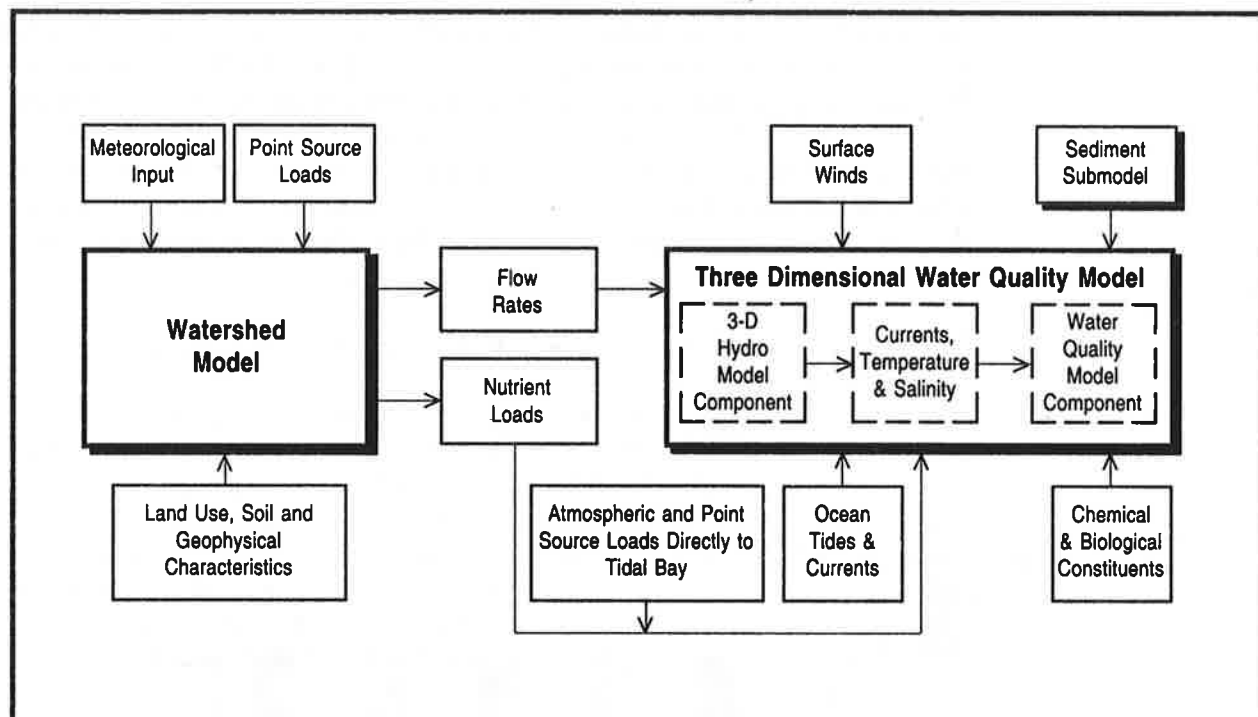 Meteorological
Input
Point Source
Loads
Surface
Winds
Sediment
Submodel
Watershed
Model
Flow
Rates
Nutrient
Loads
Three Dimensional Water Quality Model
3-D
Hydro
Model
Component
Currents,
Temperature
& Salinity
Water
Quality
Model
Component
Land Use, Soil and
Geophysical
Characteristics
Atmospheric and Point
Source Loads Directly to
Tidal Bay
Ocean
Tides &
Currents
Chemical
& Biological
Constituents